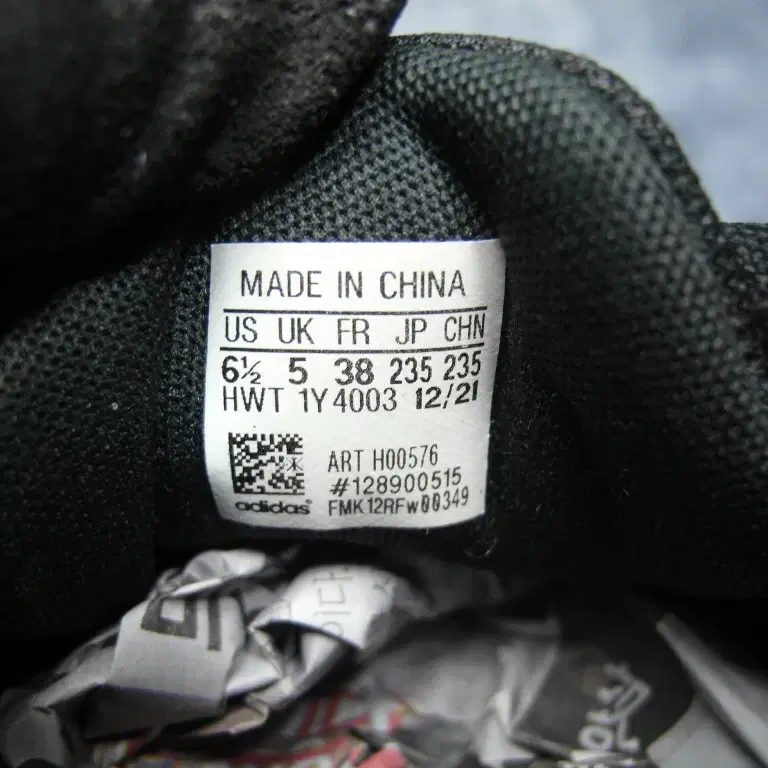 MADE IN CHINA
US UK FR JP CHN
6½ 5 38 235 235
HWT 1Y4003 12/21
ART H00576
#128900515
adidas® FMK12RFW00349